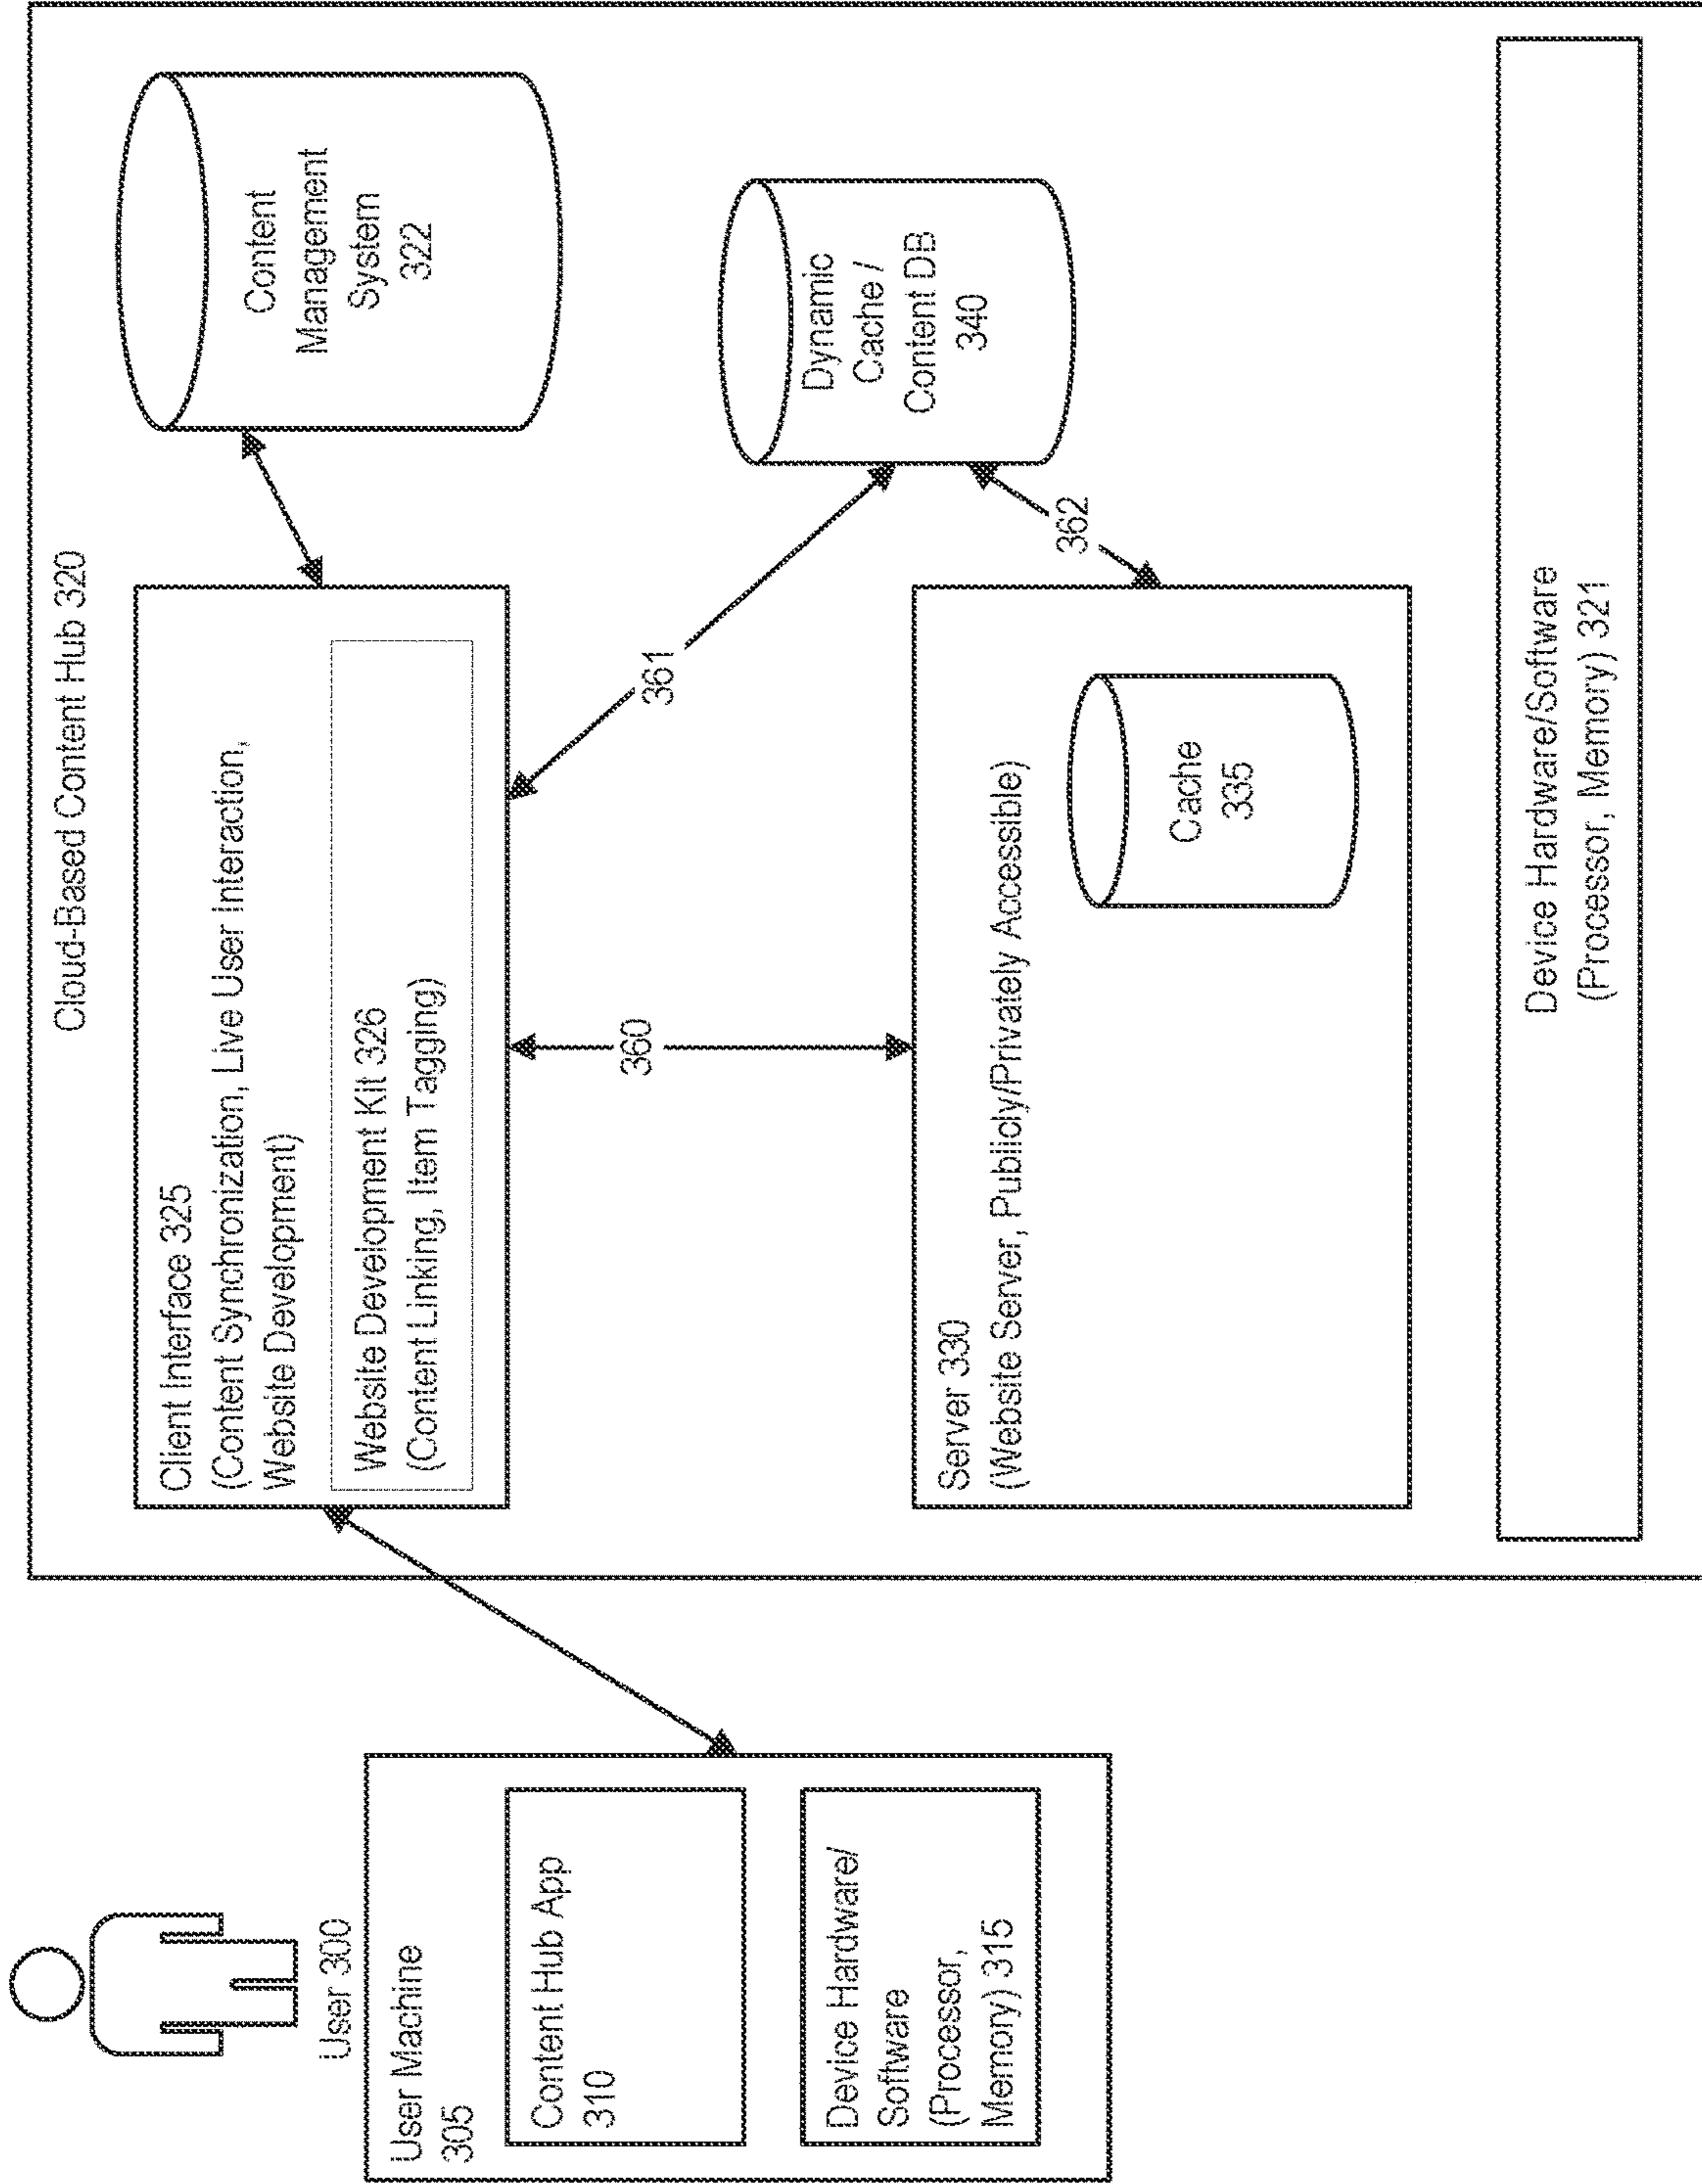 User 300
User Machine
305
Content Hub App
310
Device Hardware/
Software
(Processor,
Memory) 315
Cloud-Based Content Hub 320
Client Interface 325
(Content Synchronization, Live User Interaction,
Website Development)
Website Development Kit 326
(Content Linking, Item Tagging)
Content
Management
System
322
360
361
Dynamic
Cache /
Content DB
340
362
Server 330
(Website Server, Publicly/Privately Accessible)
Cache
335
Device Hardware/Software
(Processor, Memory) 321